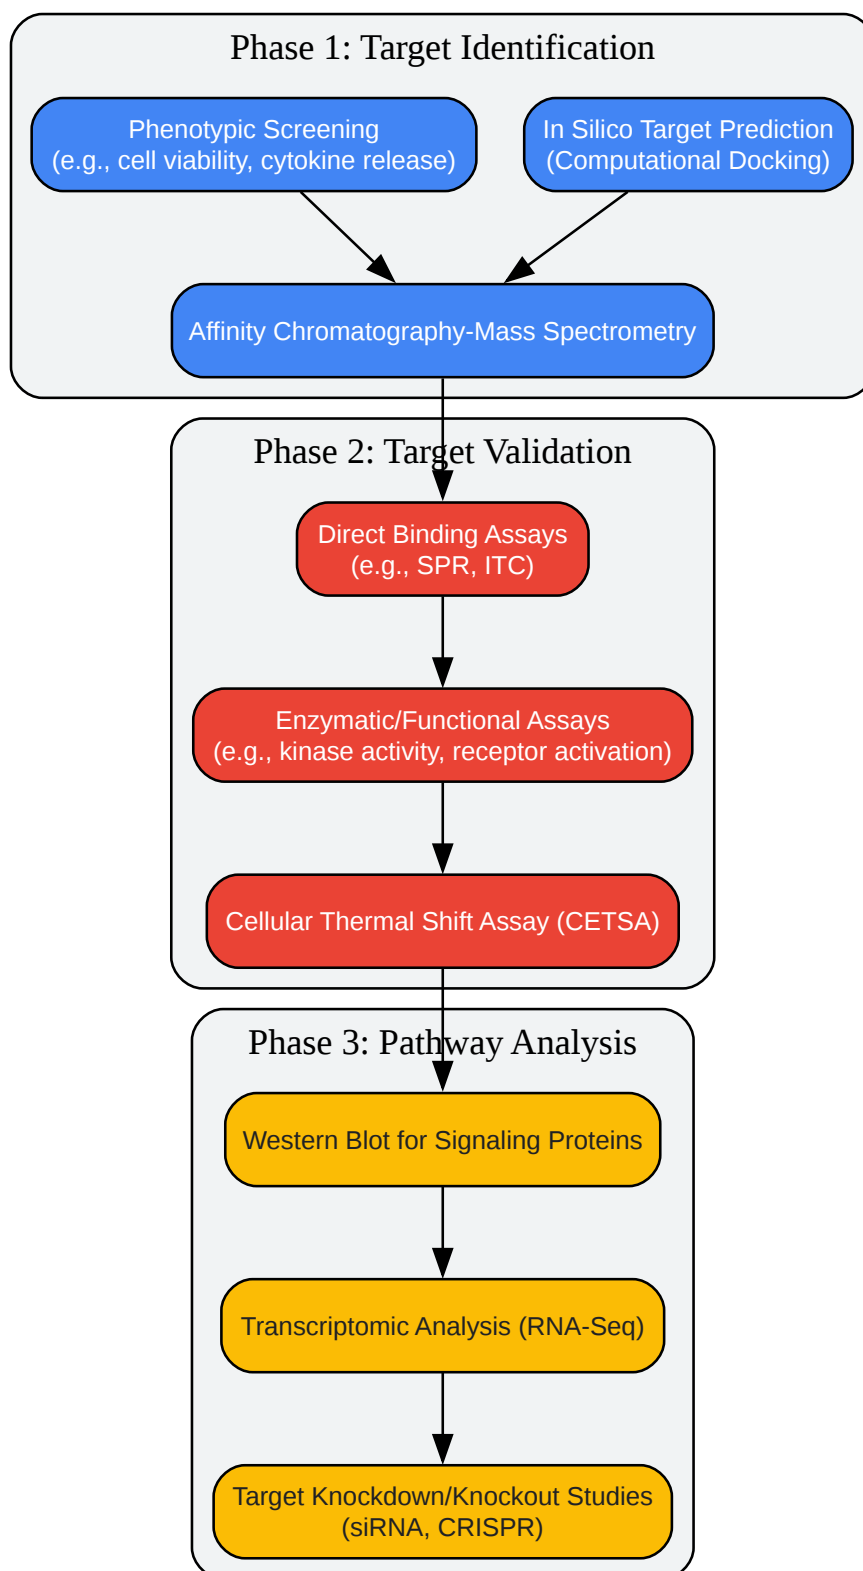 Phase 1: Target Identification
Phenotypic Screening
(e.g., cell viability, cytokine release)
In Silico Target Prediction
(Computational Docking)
Affinity Chromatography-Mass Spectrometry
Phase 2: Target Validation
Direct Binding Assays
(e.g., SPR, ITC)
Enzymatic/Functional Assays
(e.g., kinase activity, receptor activation)
Cellular Thermal Shift Assay (CETSA)
Phase 3: Pathway Analysis
Western Blot for Signaling Proteins
Transcriptomic Analysis (RNA-Seq)
Target Knockdown/Knockout Studies
(siRNA, CRISPR)